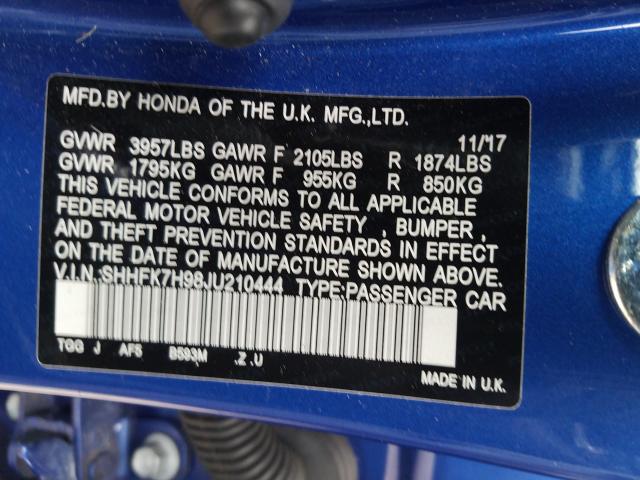 MFD.BY HONDA OF THE U.K. MFG.,LTD.
11/17
GVWR 3957LBS GAWR F 2105LBS R 1874LBS
GVWR 1795KG GAWR F 955KG R 850KG
THIS VEHICLE CONFORMS TO ALL APPLICABLE
FEDERAL MOTOR VEHICLE SAFETY , BUMPER ,
AND THEFT PREVENTION STANDARDS IN EFFECT
ON THE DATE OF MANUFACTURE SHOWN ABOVE.
V.I.N:SHHFK7H98JU210444 TYPE:PASSENGER CAR
TGG J AF5 B593M .Z .U
MADE IN U.K.